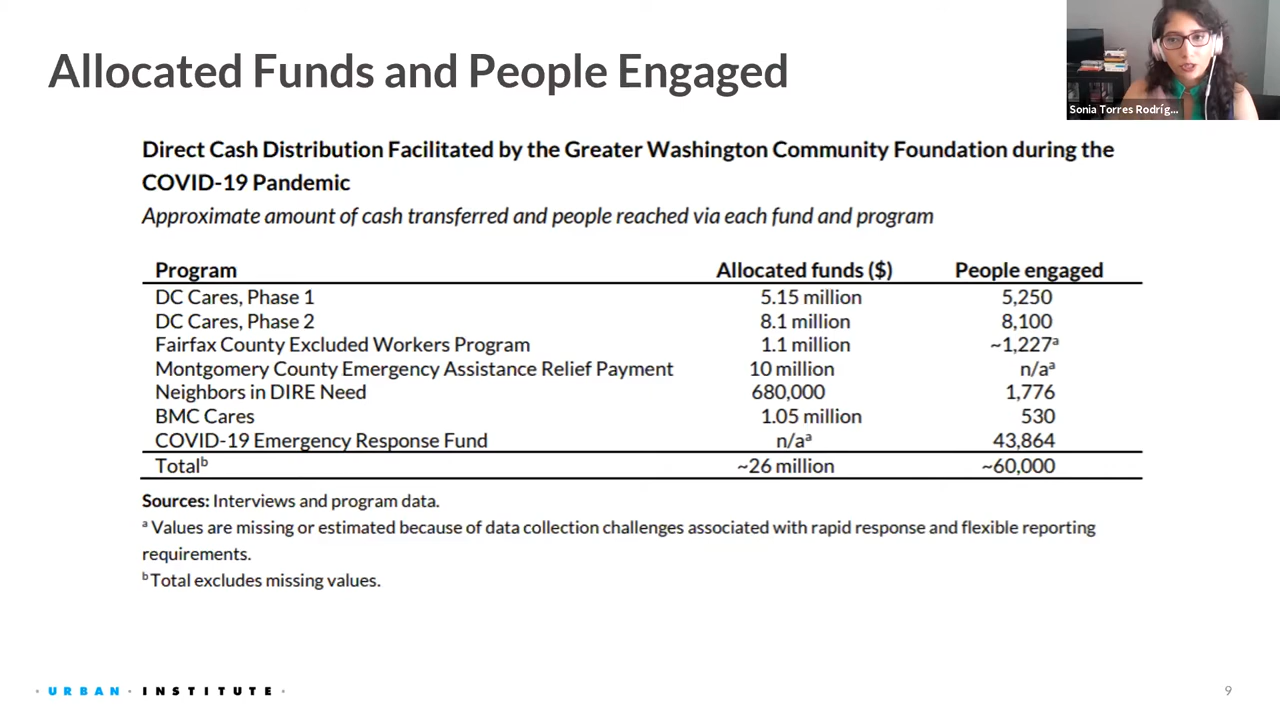 Allocated Funds and People Engaged
Sonia Torres Rodríg...
Direct Cash Distribution Facilitated by the Greater Washington Community Foundation during the
COVID-19 Pandemic
Approximate amount of cash transferred and people reached via each fund and program
Program Allocated funds ($) People engaged
DC Cares, Phase 1 5.15 million 5,250
DC Cares, Phase 2 8.1 million 8,100
Fairfax County Excluded Workers Program 1.1 million ~1,227ᵃ
Montgomery County Emergency Assistance Relief Payment 10 million n/aᵃ
Neighbors in DIRE Need 680,000 1,776
BMC Cares 1.05 million 530
COVID-19 Emergency Response Fund n/aᵃ 43,864
Totalᵇ ~26 million ~60,000
Sources: Interviews and program data.
ᵃ Values are missing or estimated because of data collection challenges associated with rapid response and flexible reporting
requirements.
ᵇ Total excludes missing values.
· URBAN · INSTITUTE ·
9